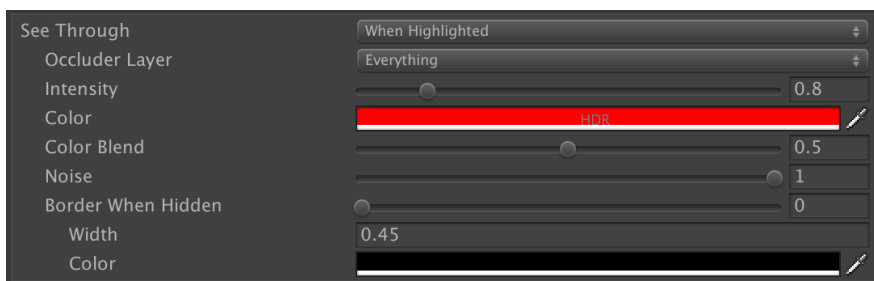 See Through When Highlighted
Occluder Layer Everything
Intensity 0.8
Color HDR
Color Blend 0.5
Noise 1
Border When Hidden 0
Width 0.45
Color